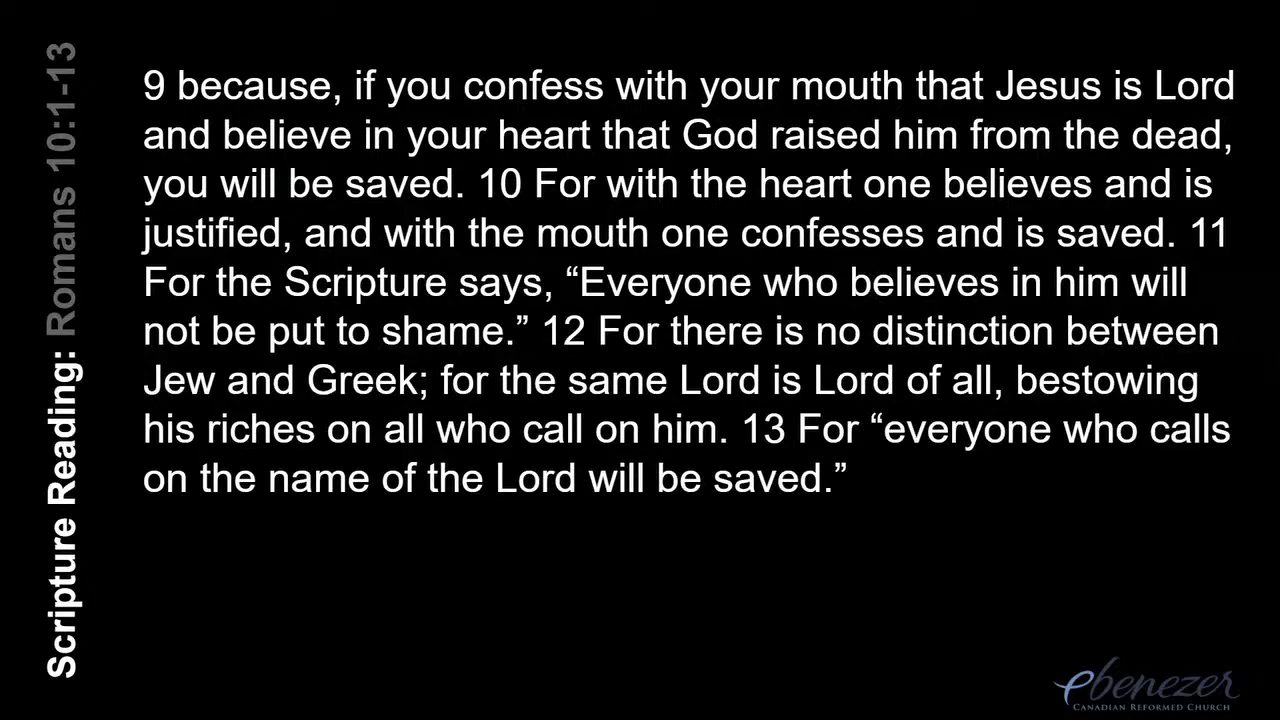 Scripture Reading: Romans 10:1-13
9 because, if you confess with your mouth that Jesus is Lord
and believe in your heart that God raised him from the dead,
you will be saved. 10 For with the heart one believes and is
justified, and with the mouth one confesses and is saved. 11
For the Scripture says, “Everyone who believes in him will
not be put to shame.” 12 For there is no distinction between
Jew and Greek; for the same Lord is Lord of all, bestowing
his riches on all who call on him. 13 For “everyone who calls
on the name of the Lord will be saved.”
ebenezer
CANADIAN REFORMED CHURCH